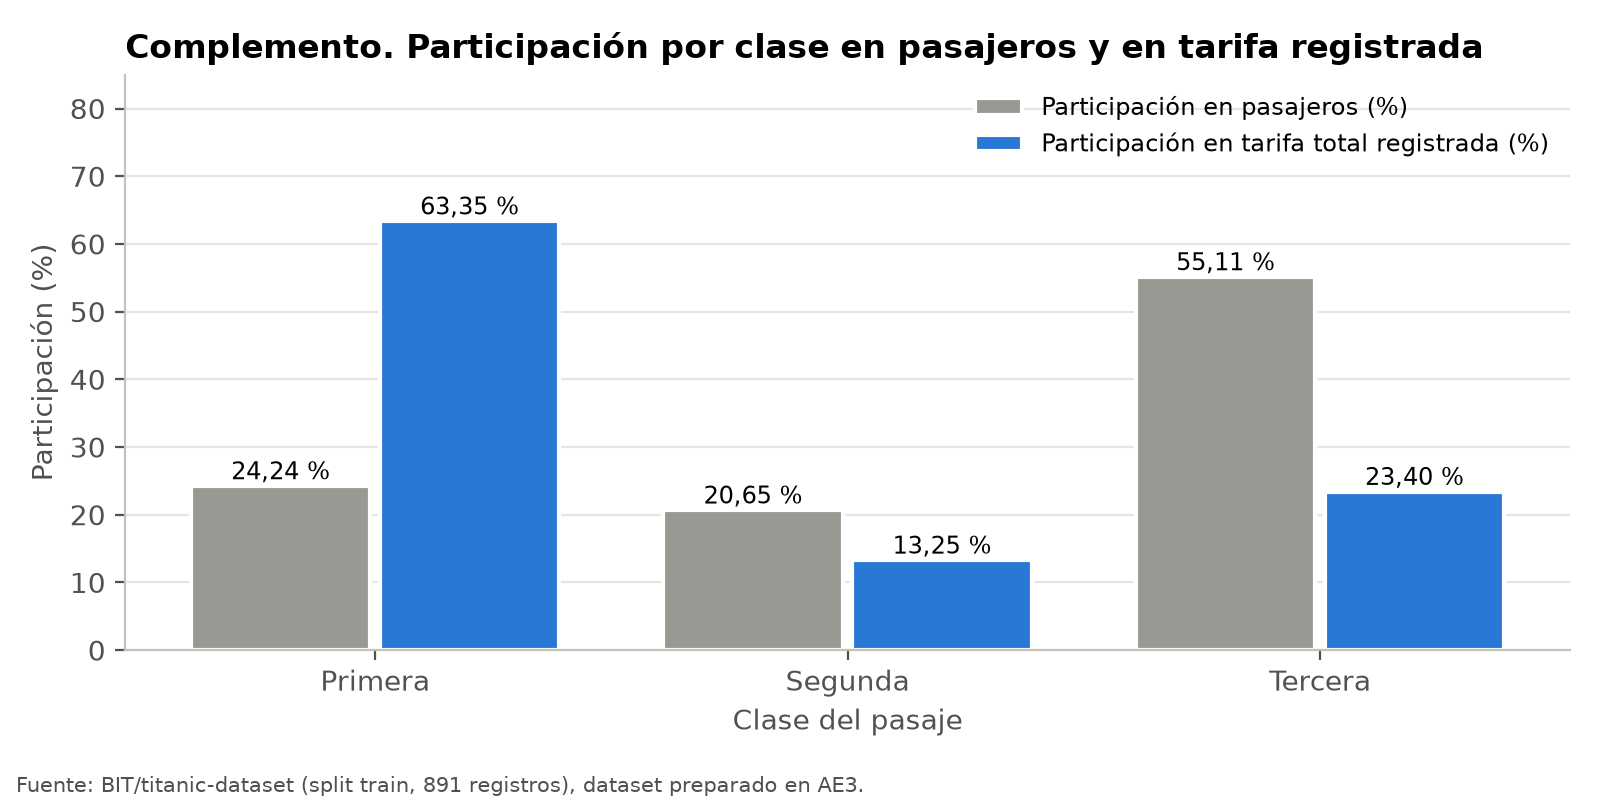 Complemento. Participación por clase en pasajeros y en tarifa registrada
Participación en pasajeros (%)
Participación en tarifa total registrada (%)
Participación (%)
80
70
60
50
40
30
20
10
0
24,24 %
63,35 %
20,65 %
13,25 %
55,11 %
23,40 %
Primera
Segunda
Tercera
Clase del pasaje
Fuente: BIT/titanic-dataset (split train, 891 registros), dataset preparado en AE3.